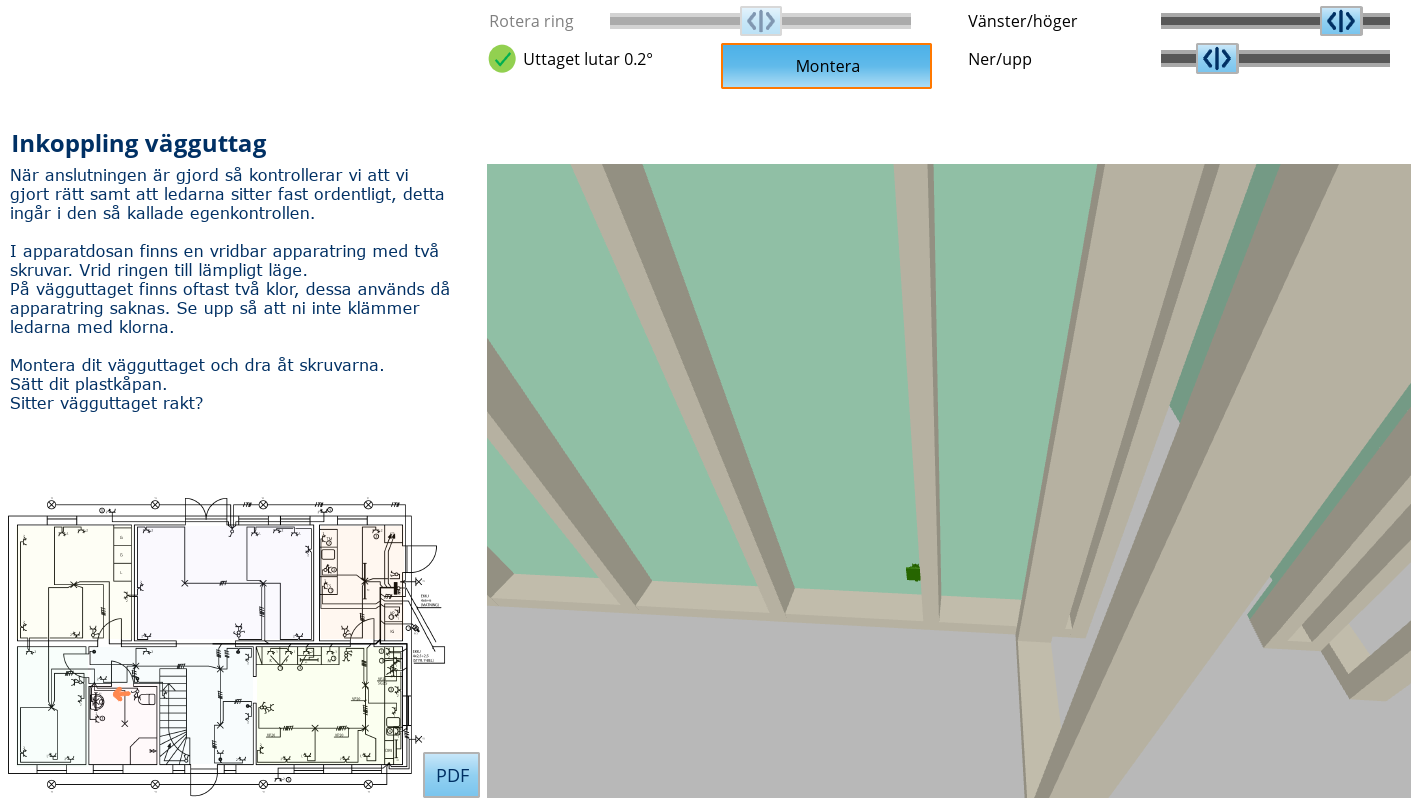 Rotera ring
Vänster/höger
Uttaget lutar 0.2°
Montera
Ner/upp
Inkoppling vägguttag
När anslutningen är gjord så kontrollerar vi att vi
gjort rätt samt att ledarna sitter fast ordentligt, detta
ingår i den så kallade egenkontrollen.
I apparatdosan finns en vridbar apparatring med två
skruvar. Vrid ringen till lämpligt läge.
På vägguttaget finns oftast två klor, dessa används då
apparatring saknas. Se upp så att ni inte klämmer
ledarna med klorna.
Montera dit vägguttaget och dra åt skruvarna.
Sätt dit plastkåpan.
Sitter vägguttaget rakt?
PDF